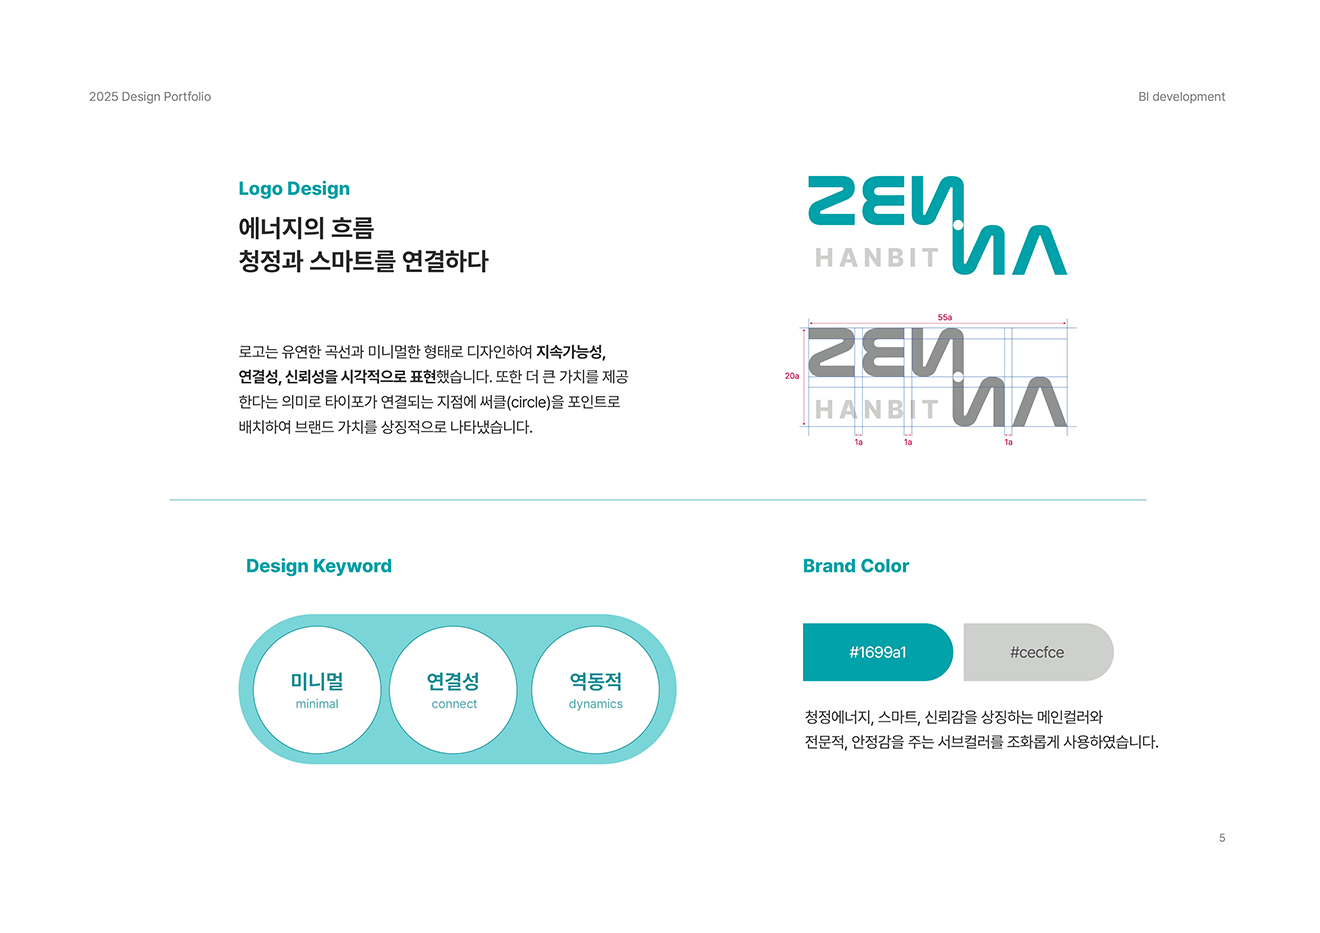 2025 Design Portfolio
BI development
Logo Design
에너지의 흐름
청정과 스마트를 연결하다
로고는 유연한 곡선과 미니멀한 형태로 디자인하여 지속가능성,
연결성, 신뢰성을 시각적으로 표현했습니다. 또한 더 큰 가치를 제공
한다는 의미로 타이포가 연결되는 지점에 써클(circle)을 포인트로
배치하여 브랜드 가치를 상징적으로 나타냈습니다.
ZEN
NA
HANBIT
55a
20a
ZEN
NA
HANBIT
1a
1a
1a
Design Keyword
미니멀
minimal
연결성
connect
역동적
dynamics
Brand Color
#1699a1
#cecfce
청정에너지, 스마트, 신뢰감을 상징하는 메인컬러와
전문적, 안정감을 주는 서브컬러를 조화롭게 사용하였습니다.
5